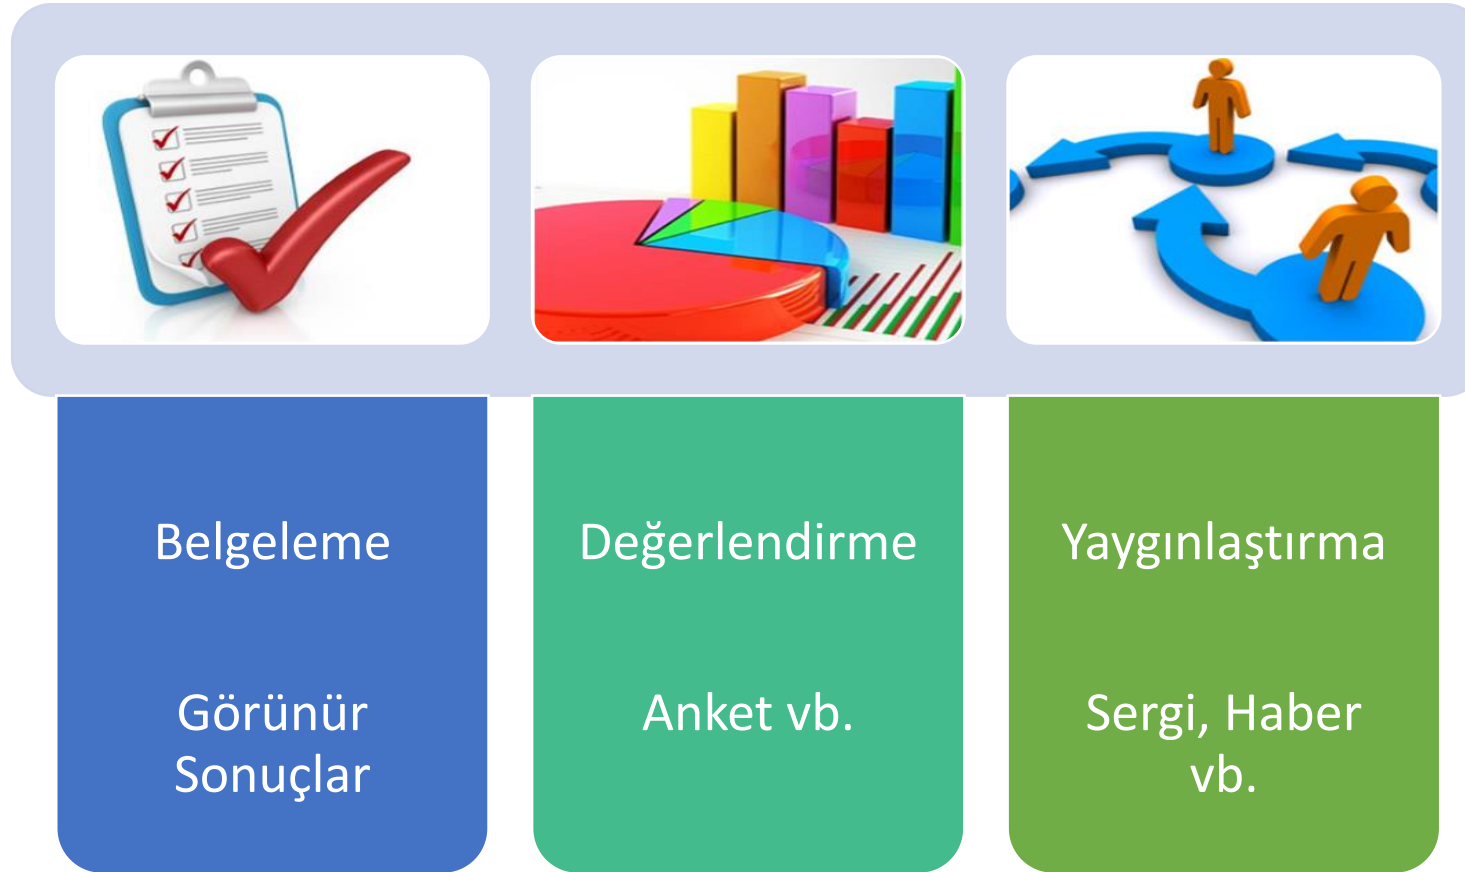 Belgeleme
Görünür
Sonuçlar
Değerlendirme
Anket vb.
Yaygınlaştırma
Sergi, Haber
vb.